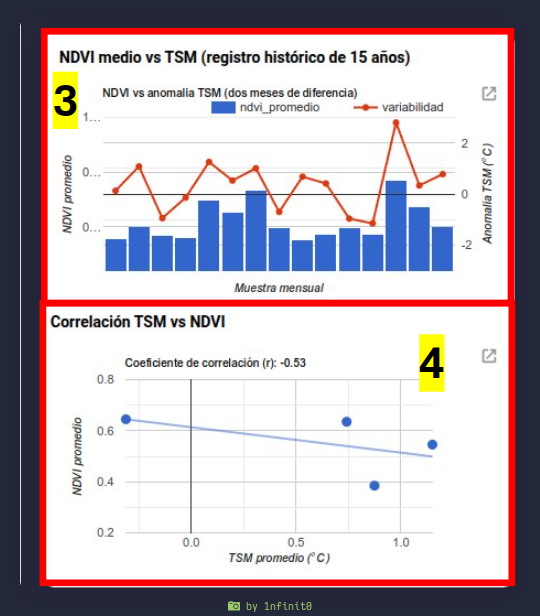 NDVI medio vs TSM (registro histórico de 15 años)
3
NDVI vs anomalía TSM (dos meses de diferencia)
ndvi_promedio
variabilidad
1…
0…
0…
2
0
-2
NDVI promedio
Anomalía TSM (°C)
Muestra mensual
Correlación TSM vs NDVI
4
Coeficiente de correlación (r): -0.53
0.8
0.6
0.4
0.2
NDVI promedio
0.0
0.5
1.0
TSM promedio (°C)
by 1nfinit0